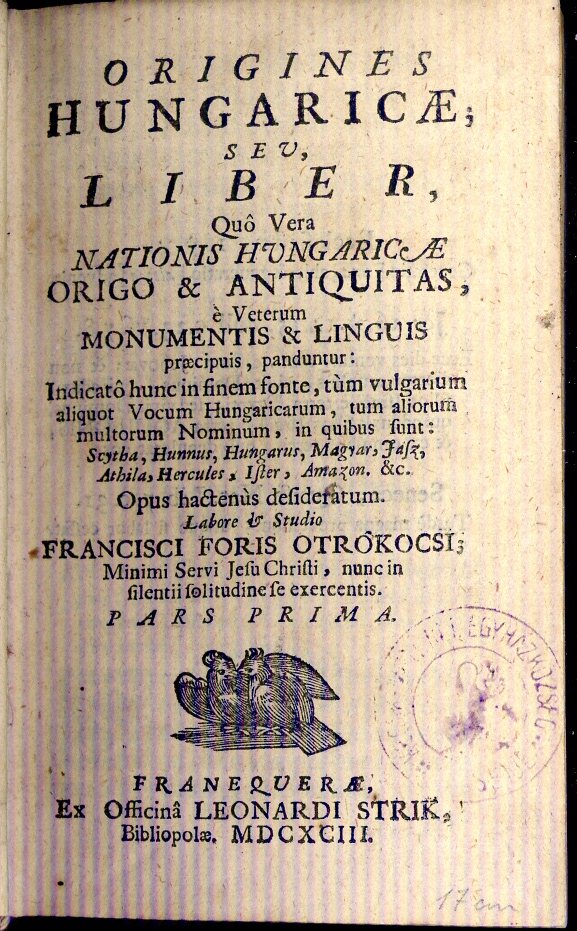 ORIGINES
HUNGARICÆ;
SEU,
LIBER,
Quô Vera
NATIONIS HUNGARICÆ
ORIGO & ANTIQUITAS,
è Veterum
MONUMENTIS & LINGUIS
præcipuis, panduntur:
Indicatô hunc in finem fonte, tùm vulgarium
aliquot Vocum Hungaricarum, tum aliorum
multorum Nominum, in quibus ſunt:
Scytha, Hunnus, Hungarus, Magyar, Jáſz,
Athila, Hercules, Iſter, Amazon. &c.
Opus hactenùs deſideratum.
Labore & Studio
FRANCISCI FORIS OTROKOCSI;
Minimi Servi Jeſu Chriſti, nunc in
ſilentii ſolitudine ſe exercentis.
PARS PRIMA.
EGYHÁZKÖZSÉG
FRANEQUERÆ,
Ex Officinâ LEONARDI STRIK,
Bibliopolæ. MDCXCIII.
17 cm